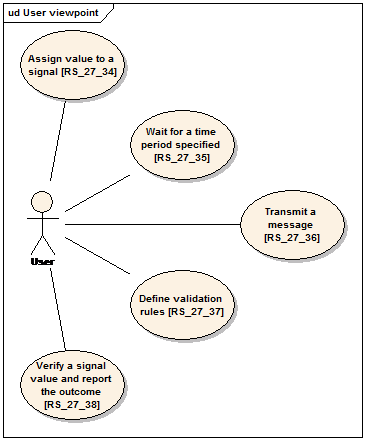 ud User viewpoint
Assign value to a
signal [RS_27_34]
Wait for a time
period specified
[RS_27_35]
Transmit a
message
[RS_27_36]
User
Define validation
rules [RS_27_37]
Verify a signal
value and report
the outcome
[RS_27_38]